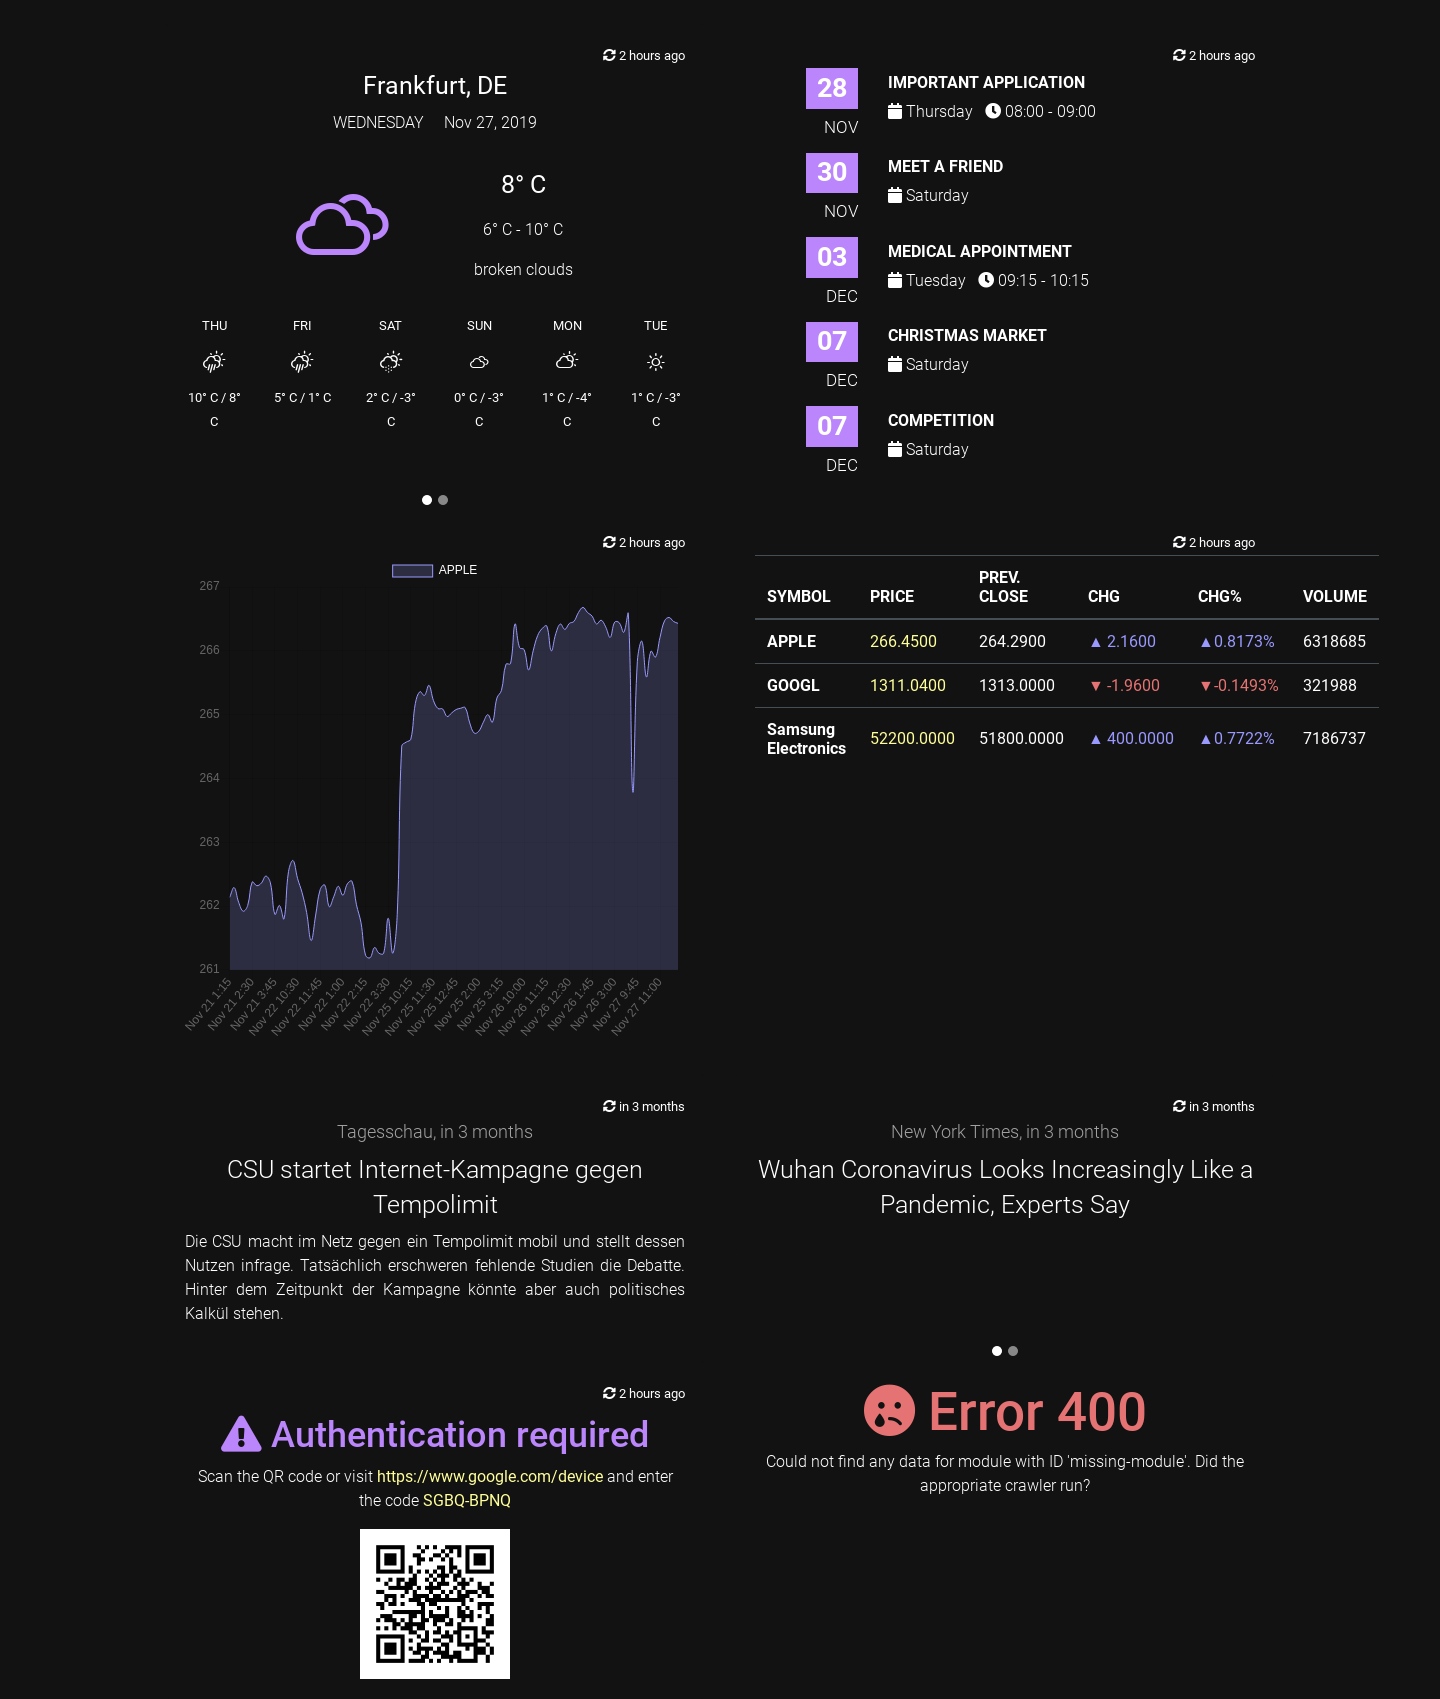 2 hours ago
Frankfurt, DE
WEDNESDAY Nov 27, 2019
8° C
6° C - 10° C
broken clouds
THU FRI SAT SUN MON TUE
10° C / 8° 5° C / 1° C 2° C / -3° 0° C / -3° 1° C / -4° 1° C / -3°
C C C C C
2 hours ago
28 IMPORTANT APPLICATION
Thursday 08:00 - 09:00
NOV
30 MEET A FRIEND
Saturday
NOV
03 MEDICAL APPOINTMENT
Tuesday 09:15 - 10:15
DEC
07 CHRISTMAS MARKET
Saturday
DEC
07 COMPETITION
Saturday
DEC
2 hours ago
APPLE
267
266
265
264
263
262
261
Nov 21 1:15
Nov 21 2:30
Nov 21 3:45
Nov 22 10:30
Nov 22 11:45
Nov 22 1:00
Nov 22 2:15
Nov 22 3:30
Nov 25 10:15
Nov 25 11:30
Nov 25 12:45
Nov 25 2:00
Nov 25 3:15
Nov 26 10:00
Nov 26 11:15
Nov 26 12:30
Nov 26 1:45
Nov 26 3:00
Nov 27 9:45
Nov 27 11:00
2 hours ago
PREV.
SYMBOL PRICE CLOSE CHG CHG% VOLUME
APPLE 266.4500 264.2900 ▲ 2.1600 ▲0.8173% 6318685
GOOGL 1311.0400 1313.0000 ▼ -1.9600 ▼-0.1493% 321988
Samsung
Electronics 52200.0000 51800.0000 ▲ 400.0000 ▲0.7722% 7186737
in 3 months
Tagesschau, in 3 months
CSU startet Internet-Kampagne gegen
Tempolimit
Die CSU macht im Netz gegen ein Tempolimit mobil und stellt dessen
Nutzen infrage. Tatsächlich erschweren fehlende Studien die Debatte.
Hinter dem Zeitpunkt der Kampagne könnte aber auch politisches
Kalkül stehen.
in 3 months
New York Times, in 3 months
Wuhan Coronavirus Looks Increasingly Like a
Pandemic, Experts Say
2 hours ago
Authentication required
Scan the QR code or visit https://www.google.com/device and enter
the code SGBQ-BPNQ
Error 400
Could not find any data for module with ID 'missing-module'. Did the
appropriate crawler run?